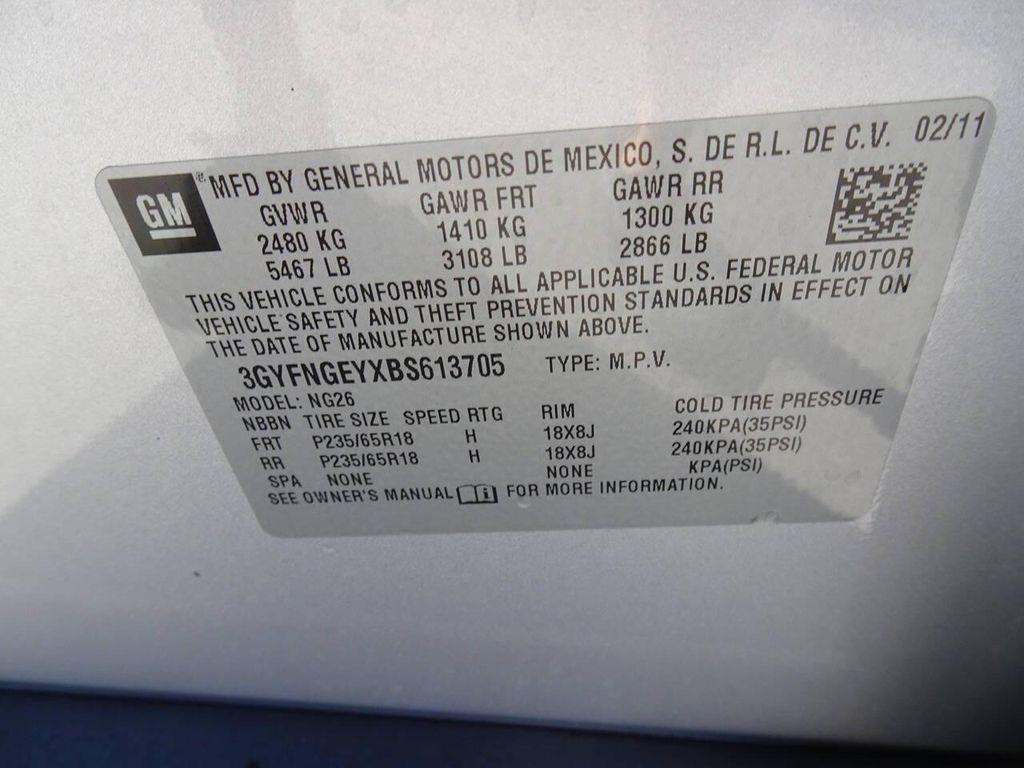 GM ® MFD BY GENERAL MOTORS DE MEXICO, S. DE R.L. DE C.V. 02/11
GVWR GAWR FRT GAWR RR
2480 KG 1410 KG 1300 KG
5467 LB 3108 LB 2866 LB
THIS VEHICLE CONFORMS TO ALL APPLICABLE U.S. FEDERAL MOTOR
VEHICLE SAFETY AND THEFT PREVENTION STANDARDS IN EFFECT ON
THE DATE OF MANUFACTURE SHOWN ABOVE.
3GYFNGEYXBS613705 TYPE: M.P.V.
MODEL: NG26
NBBN TIRE SIZE SPEED RTG RIM COLD TIRE PRESSURE
FRT P235/65R18 H 18X8J 240KPA(35PSI)
RR P235/65R18 H 18X8J 240KPA(35PSI)
SPA NONE NONE KPA(PSI)
SEE OWNER'S MANUAL i FOR MORE INFORMATION.